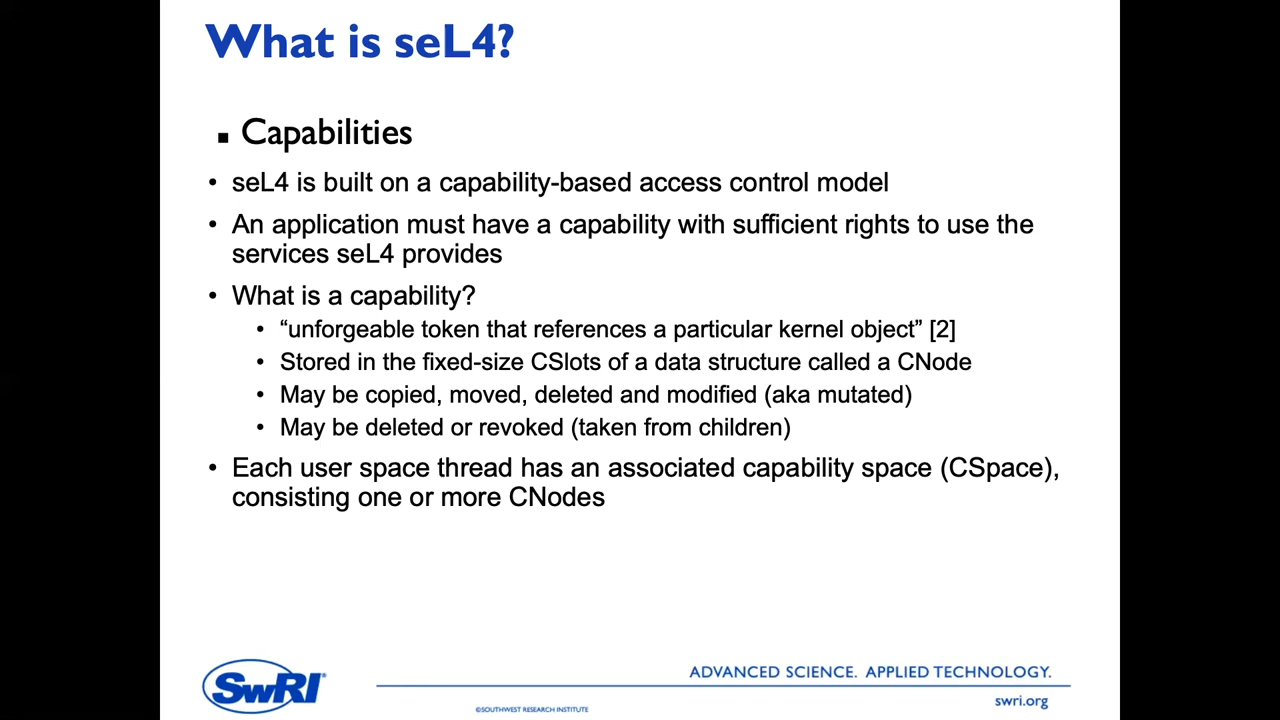 What is seL4?
▪ Capabilities
• seL4 is built on a capability-based access control model
• An application must have a capability with sufficient rights to use the
services seL4 provides
• What is a capability?
• “unforgeable token that references a particular kernel object” [2]
• Stored in the fixed-size CSlots of a data structure called a CNode
• May be copied, moved, deleted and modified (aka mutated)
• May be deleted or revoked (taken from children)
• Each user space thread has an associated capability space (CSpace),
consisting one or more CNodes
SwRI®
ADVANCED SCIENCE. APPLIED TECHNOLOGY.
©SOUTHWEST RESEARCH INSTITUTE
swri.org